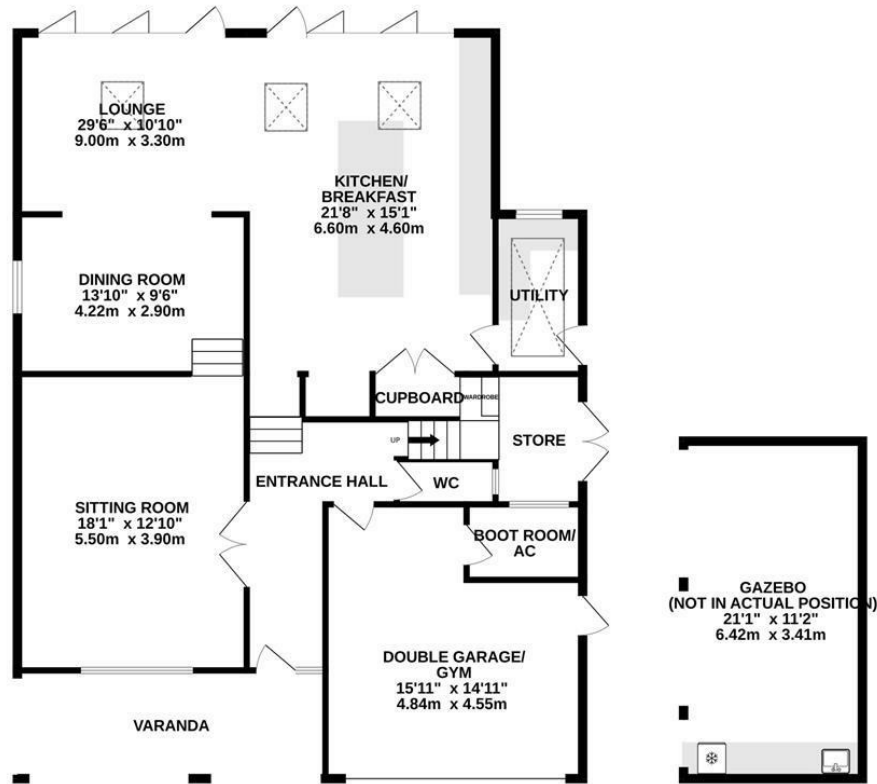 LOUNGE
29'6" x 10'10"
9.00m x 3.30m
KITCHEN/
BREAKFAST
21'8" x 15'1"
6.60m x 4.60m
DINING ROOM
13'10" x 9'6"
4.22m x 2.90m
UTILITY
CUPBOARD
WARDROBE
UP
STORE
ENTRANCE HALL
WC
SITTING ROOM
18'1" x 12'10"
5.50m x 3.90m
BOOT ROOM/
AC
GAZEBO
(NOT IN ACTUAL POSITION)
21'1" x 11'2"
6.42m x 3.41m
DOUBLE GARAGE/
GYM
15'11" x 14'11"
4.84m x 4.55m
VARANDA